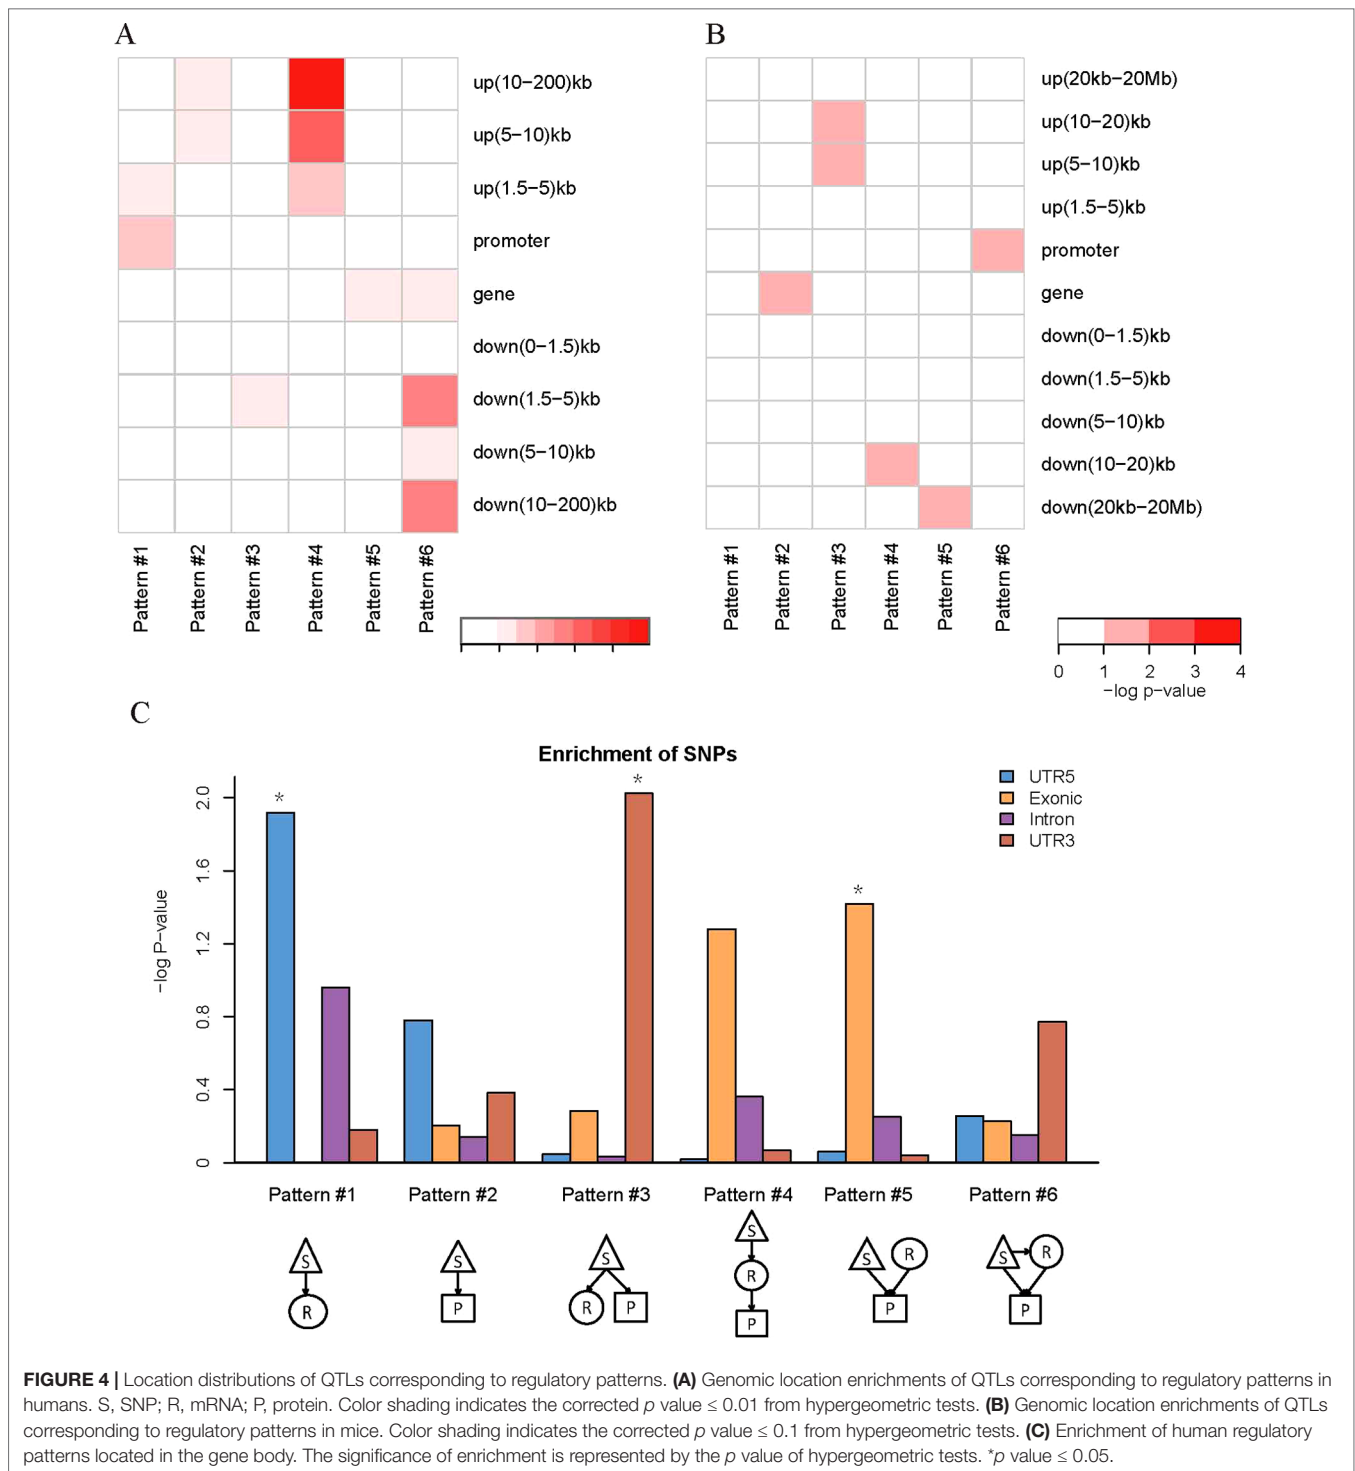 A
up(10−200)kb
up(5−10)kb
up(1.5−5)kb
promoter
gene
down(0−1.5)kb
down(1.5−5)kb
down(5−10)kb
down(10−200)kb
Pattern #1
Pattern #2
Pattern #3
Pattern #4
Pattern #5
Pattern #6
B
up(20kb−20Mb)
up(10−20)kb
up(5−10)kb
up(1.5−5)kb
promoter
gene
down(0−1.5)kb
down(1.5−5)kb
down(5−10)kb
down(10−20)kb
down(20kb−20Mb)
Pattern #1
Pattern #2
Pattern #3
Pattern #4
Pattern #5
Pattern #6
0 1 2 3 4
−log p−value
C
Enrichment of SNPs
UTR5
Exonic
Intron
UTR3
−log P−value
2.0
1.6
1.2
0.8
0.4
0
*
*
*
Pattern #1 Pattern #2 Pattern #3 Pattern #4 Pattern #5 Pattern #6
S R
S P
S R P
S R P
S R P
S R P
FIGURE 4 | Location distributions of QTLs corresponding to regulatory patterns. (A) Genomic location enrichments of QTLs corresponding to regulatory patterns in
humans. S, SNP; R, mRNA; P, protein. Color shading indicates the corrected p value ≤ 0.01 from hypergeometric tests. (B) Genomic location enrichments of QTLs
corresponding to regulatory patterns in mice. Color shading indicates the corrected p value ≤ 0.1 from hypergeometric tests. (C) Enrichment of human regulatory
patterns located in the gene body. The significance of enrichment is represented by the p value of hypergeometric tests. *p value ≤ 0.05.